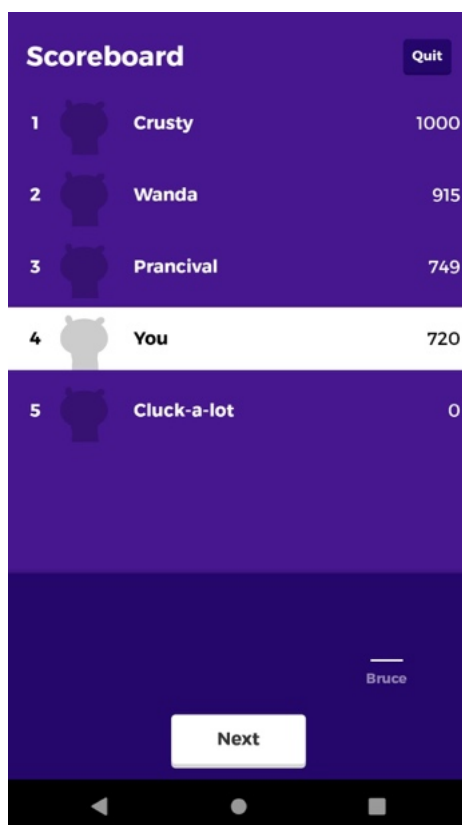 Scoreboard Quit
1 Crusty 1000
2 Wanda 915
3 Prancival 749
4 You 720
5 Cluck-a-lot 0
Bruce
Next